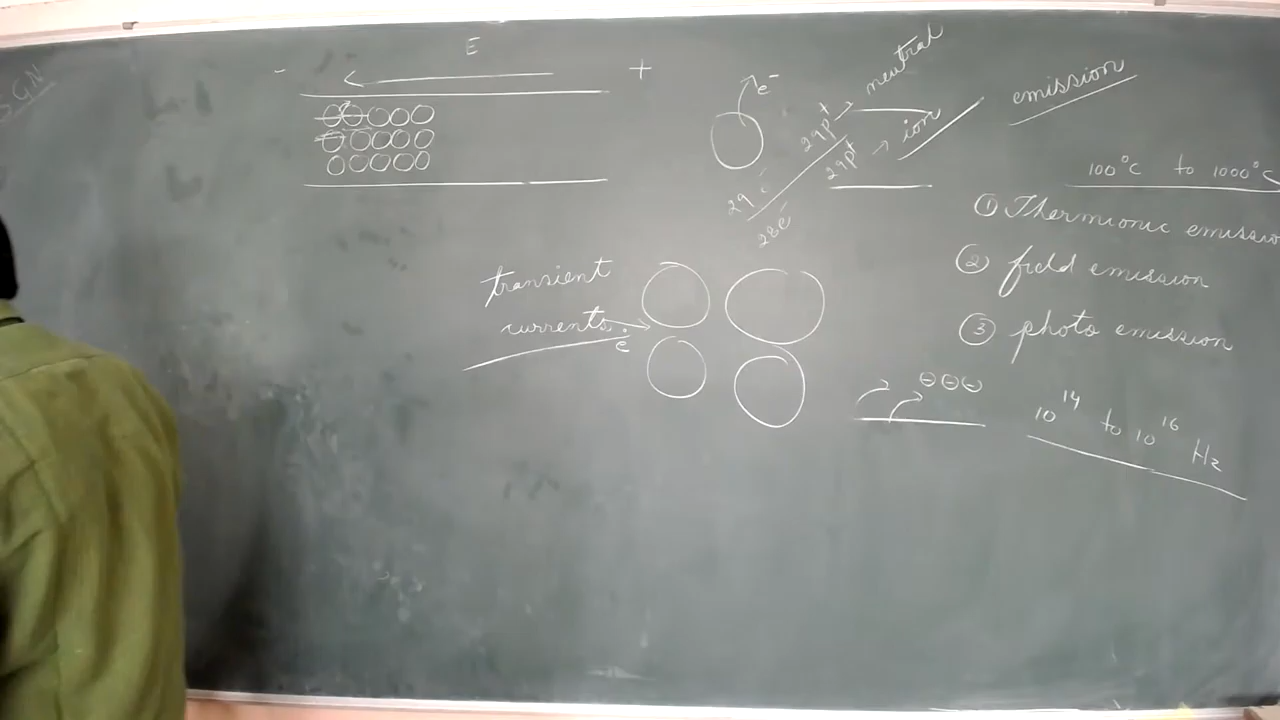 E
- +
e⁻
29p⁺ → neutral
29p⁺ → ion
29 e⁻
28e⁻
emission
100°C to 1000°C
① Thermionic emissio
② field emission
③ photo emission
transient
currents
e⁻
⊖⊖⊖
10¹⁴ to 10¹⁶ Hz